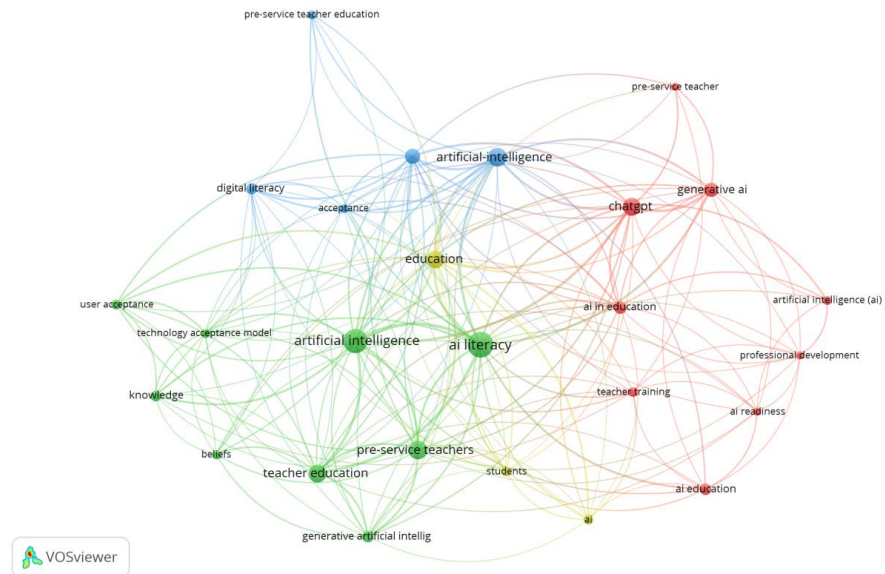 pre-service teacher education
pre-service teacher
artificial-intelligence
digital literacy
generative ai
acceptance
chatgpt
education
user acceptance
artificial intelligence (ai)
ai in education
technology acceptance model
artificial intelligence
ai literacy
professional development
knowledge
teacher training
ai readiness
beliefs
pre-service teachers
teacher education
students
ai education
ai
generative artificial intellig
VOSviewer